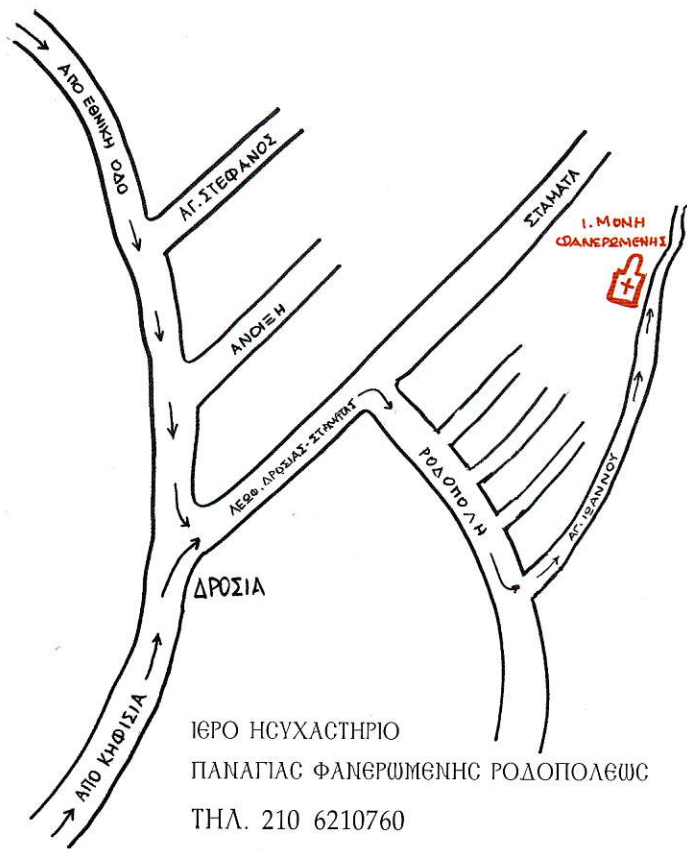 ΑΠΟ ΕΘΝΙΚΗ ΟΔΟ
ΑΓ. ΣΤΕΦΑΝΟΣ
ΣΤΑΜΑΤΑ
Ι. ΜΟΝΗ
ΦΑΝΕΡΩΜΕΝΗΣ
ΑΝΟΙΞΗ
ΛΕΩΦ. ΔΡΟΣΙΑΣ-ΣΤΑΜΑΤΑΣ
ΡΟΔΟΠΟΛΗ
ΑΓ. ΙΩΑΝΝΟΥ
ΔΡΟΣΙΑ
ΑΠΟ ΚΗΦΙΣΙΑ
ΙΕΡΟ ΗϹΥΧΑϹΤΗΡΙΟ
ΠΑΝΑΓΙΑϹ ΦΑΝΕΡΩΜΕΝΗϹ ΡΟΔΟΠΟΛΕΩϹ
ΤΗΛ. 210 6210760